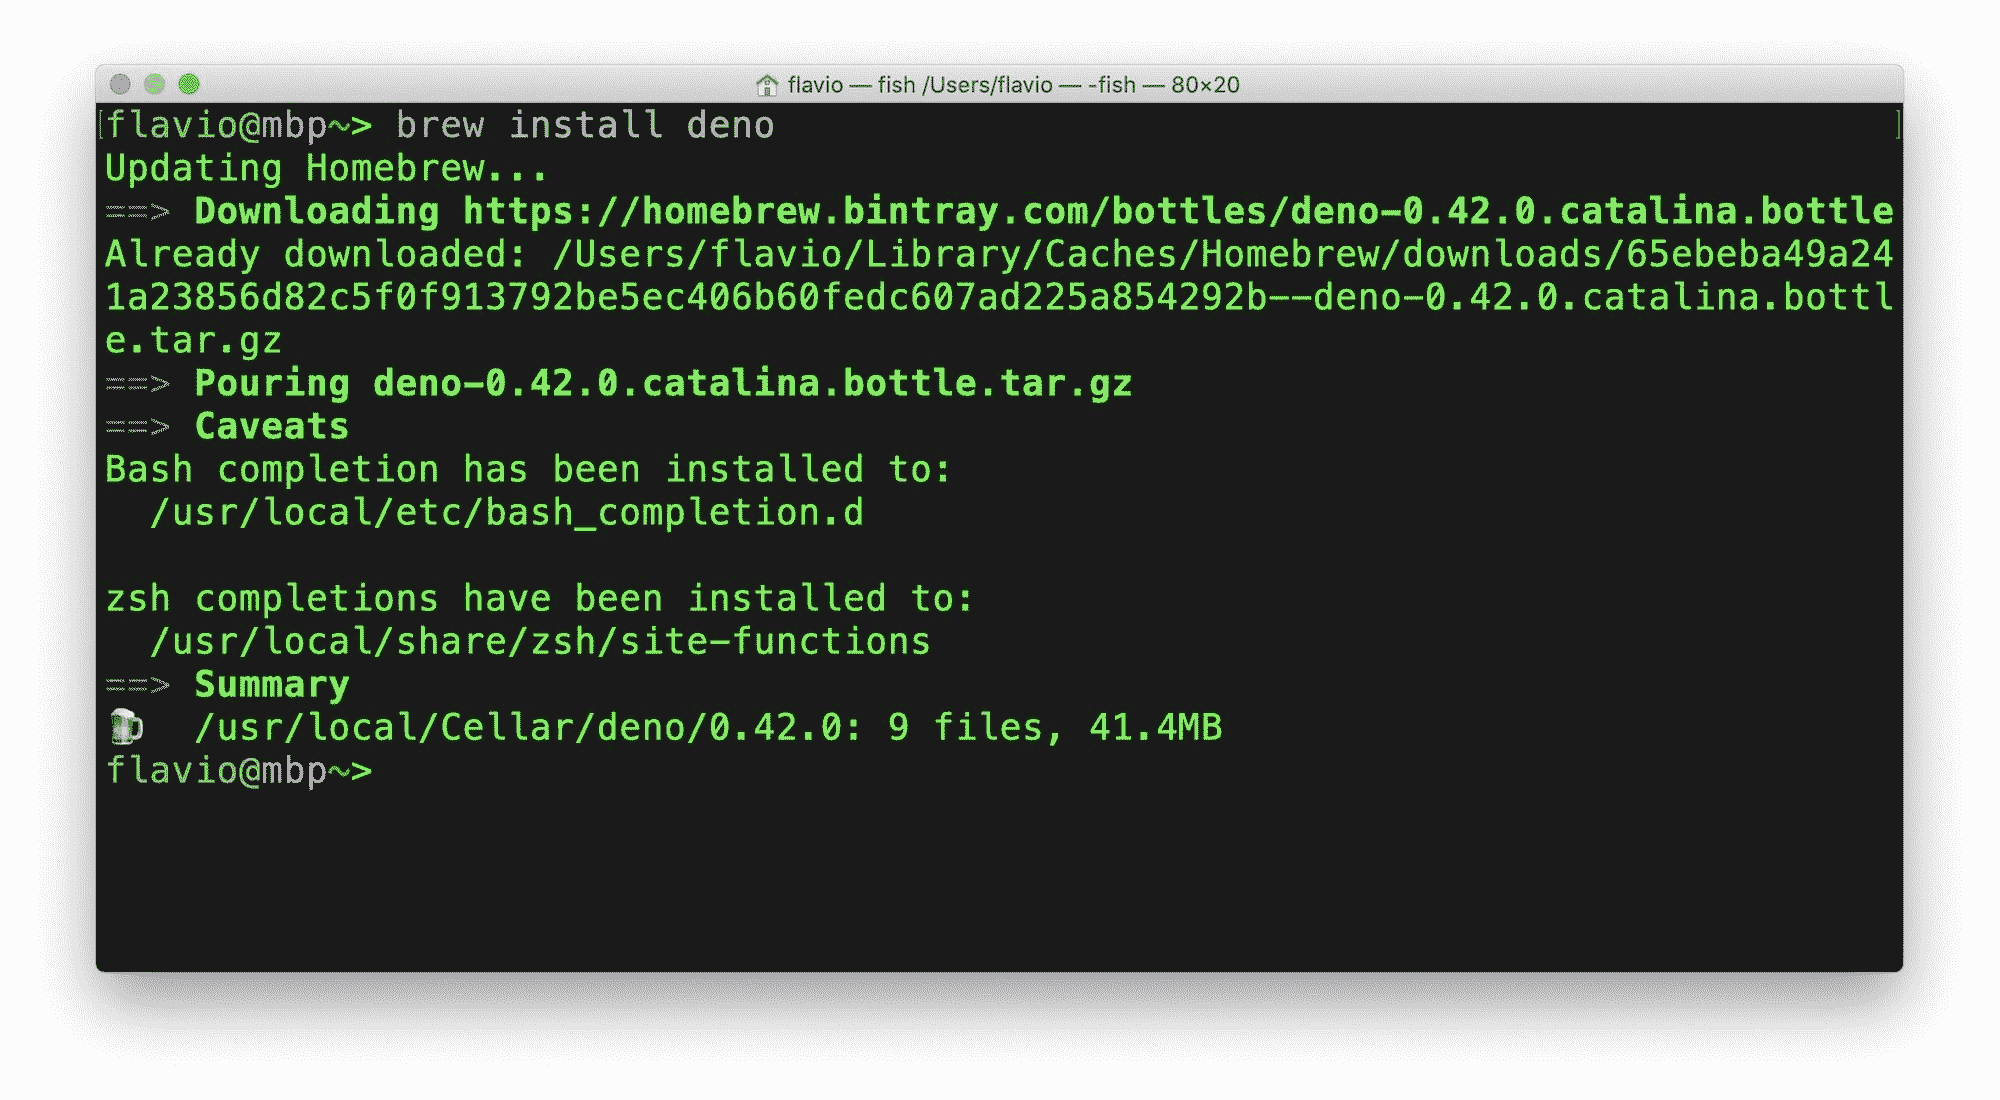 flavio — fish /Users/flavio — -fish — 80×20
flavio@mbp~> brew install deno
Updating Homebrew...
==> Downloading https://homebrew.bintray.com/bottles/deno-0.42.0.catalina.bottle
Already downloaded: /Users/flavio/Library/Caches/Homebrew/downloads/65ebeba49a24
1a23856d82c5f0f913792be5ec406b60fedc607ad225a854292b--deno-0.42.0.catalina.bottl
e.tar.gz
==> Pouring deno-0.42.0.catalina.bottle.tar.gz
==> Caveats
Bash completion has been installed to:
  /usr/local/etc/bash_completion.d

zsh completions have been installed to:
  /usr/local/share/zsh/site-functions
==> Summary
🍺  /usr/local/Cellar/deno/0.42.0: 9 files, 41.4MB
flavio@mbp~>